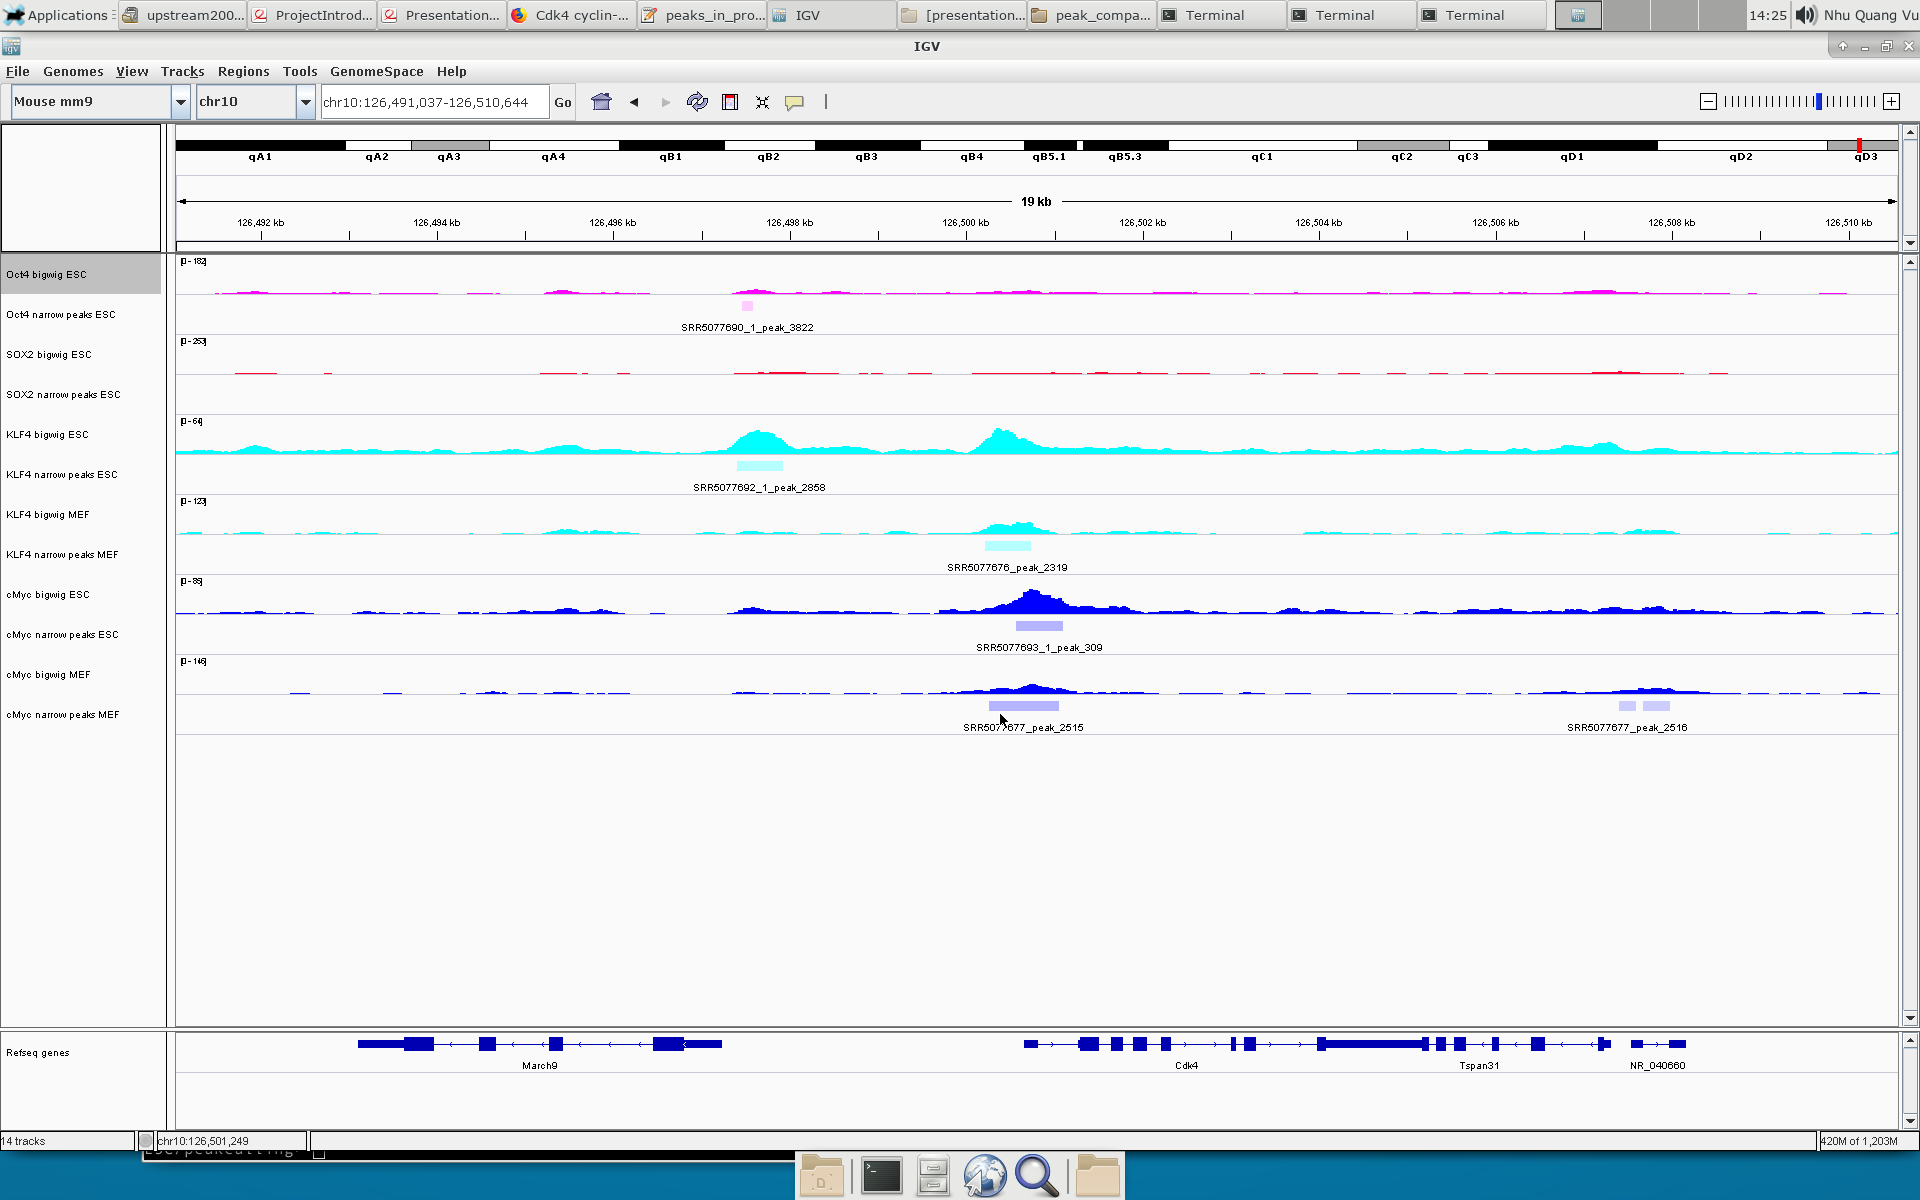 Applications upstream200... ProjectIntrod... Presentation... Cdk4 cyclin-... peaks_in_pro... IGV [presentation... peak_compa... Terminal Terminal Terminal 14:25 Nhu Quang Vu
IGV
File Genomes View Tracks Regions Tools GenomeSpace Help
Mouse mm9 chr10 chr10:126,491,037-126,510,644 Go
qA1 qA2 qA3 qA4 qB1 qB2 qB3 qB4 qB5.1 qB5.3 qC1 qC2 qC3 qD1 qD2 qD3
19 kb
126,492 kb 126,494 kb 126,496 kb 126,498 kb 126,500 kb 126,502 kb 126,504 kb 126,506 kb 126,508 kb 126,510 kb
[0-182]
Oct4 bigwig ESC
Oct4 narrow peaks ESC
SRR5077690_1_peak_3822
[0-253]
SOX2 bigwig ESC
SOX2 narrow peaks ESC
[0-64]
KLF4 bigwig ESC
KLF4 narrow peaks ESC
SRR5077692_1_peak_2858
[0-123]
KLF4 bigwig MEF
KLF4 narrow peaks MEF
SRR5077676_peak_2319
[0-85]
cMyc bigwig ESC
cMyc narrow peaks ESC
SRR5077693_1_peak_309
[0-146]
cMyc bigwig MEF
cMyc narrow peaks MEF
SRR5077677_peak_2515 SRR5077677_peak_2516
Refseq genes
March9 Cdk4 Tspan31 NR_040660
14 tracks chr10:126,501,249 420M of 1,203M